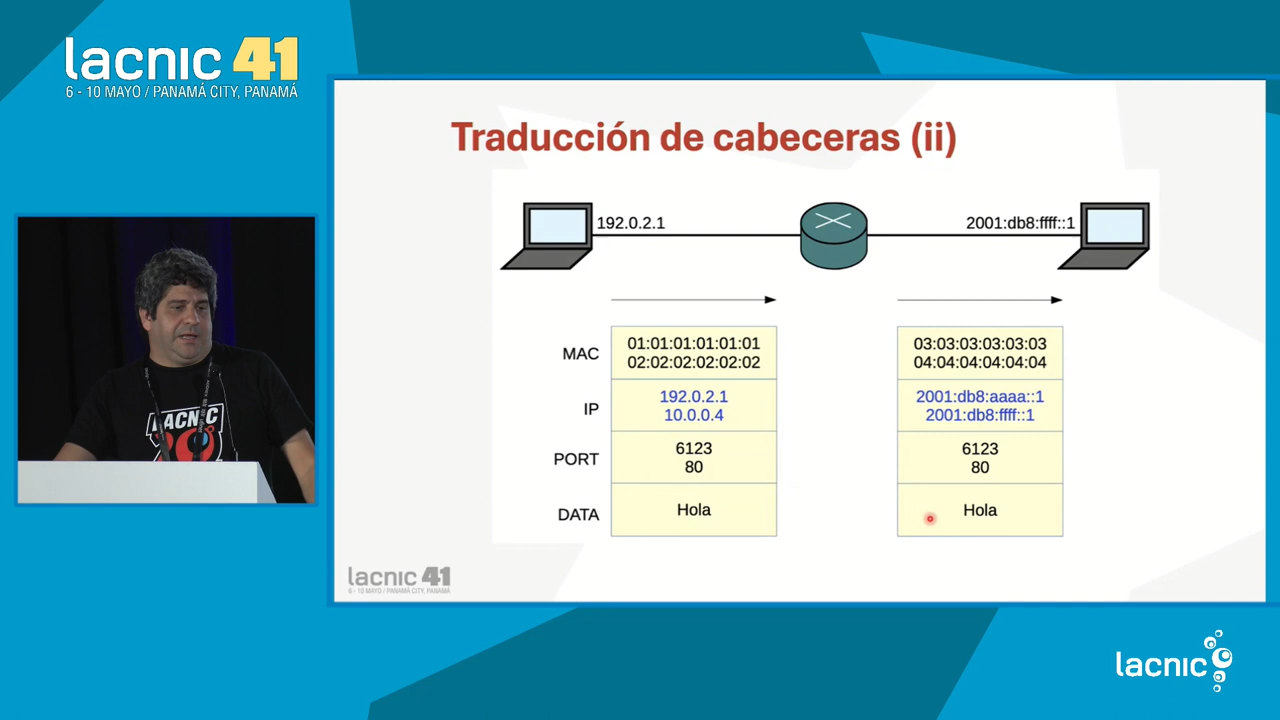 lacnic 41
6 - 10 MAYO / PANAMÁ CITY, PANAMÁ
Traducción de cabeceras (ii)
192.0.2.1
2001:db8:ffff::1
MAC
01:01:01:01:01:01
02:02:02:02:02:02
03:03:03:03:03:03
04:04:04:04:04:04
IP
192.0.2.1
10.0.0.4
2001:db8:aaaa::1
2001:db8:ffff::1
PORT
6123
80
6123
80
DATA
Hola
Hola
LACNIC
lacnic 41
6 - 10 MAYO / PANAMÁ CITY, PANAMÁ
lacnic